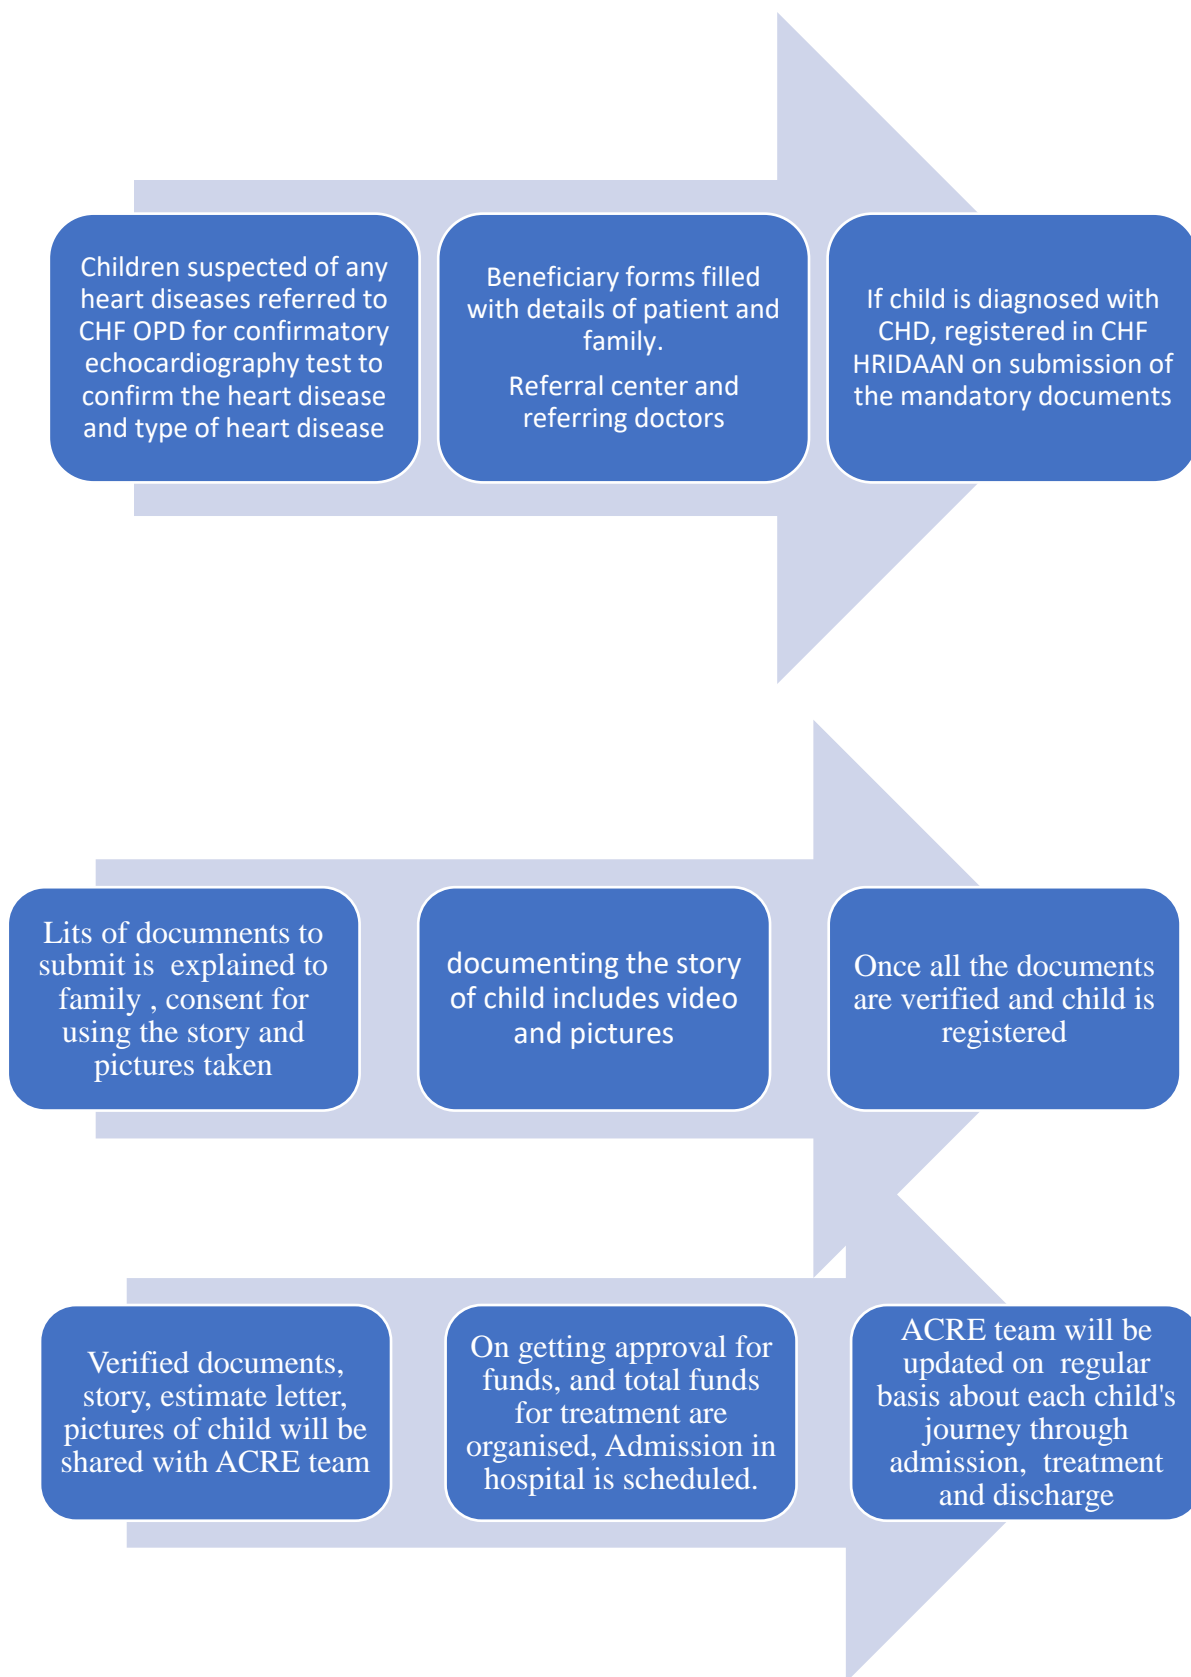 Children suspected of any
heart diseases referred to
CHF OPD for confirmatory
echocardiography test to
confirm the heart disease
and type of heart disease
Beneficiary forms filled
with details of patient and
family.
Referral center and
referring doctors
If child is diagnosed with
CHD, registered in CHF
HRIDAAN on submission of
the mandatory documents
Lits of documnents to
submit is explained to
family , consent for
using the story and
pictures taken
documenting the story
of child includes video
and pictures
Once all the documents
are verified and child is
registered
Verified documents,
story, estimate letter,
pictures of child will be
shared with ACRE team
On getting approval for
funds, and total funds
for treatment are
organised, Admission in
hospital is scheduled.
ACRE team will be
updated on regular
basis about each child's
journey through
admission, treatment
and discharge